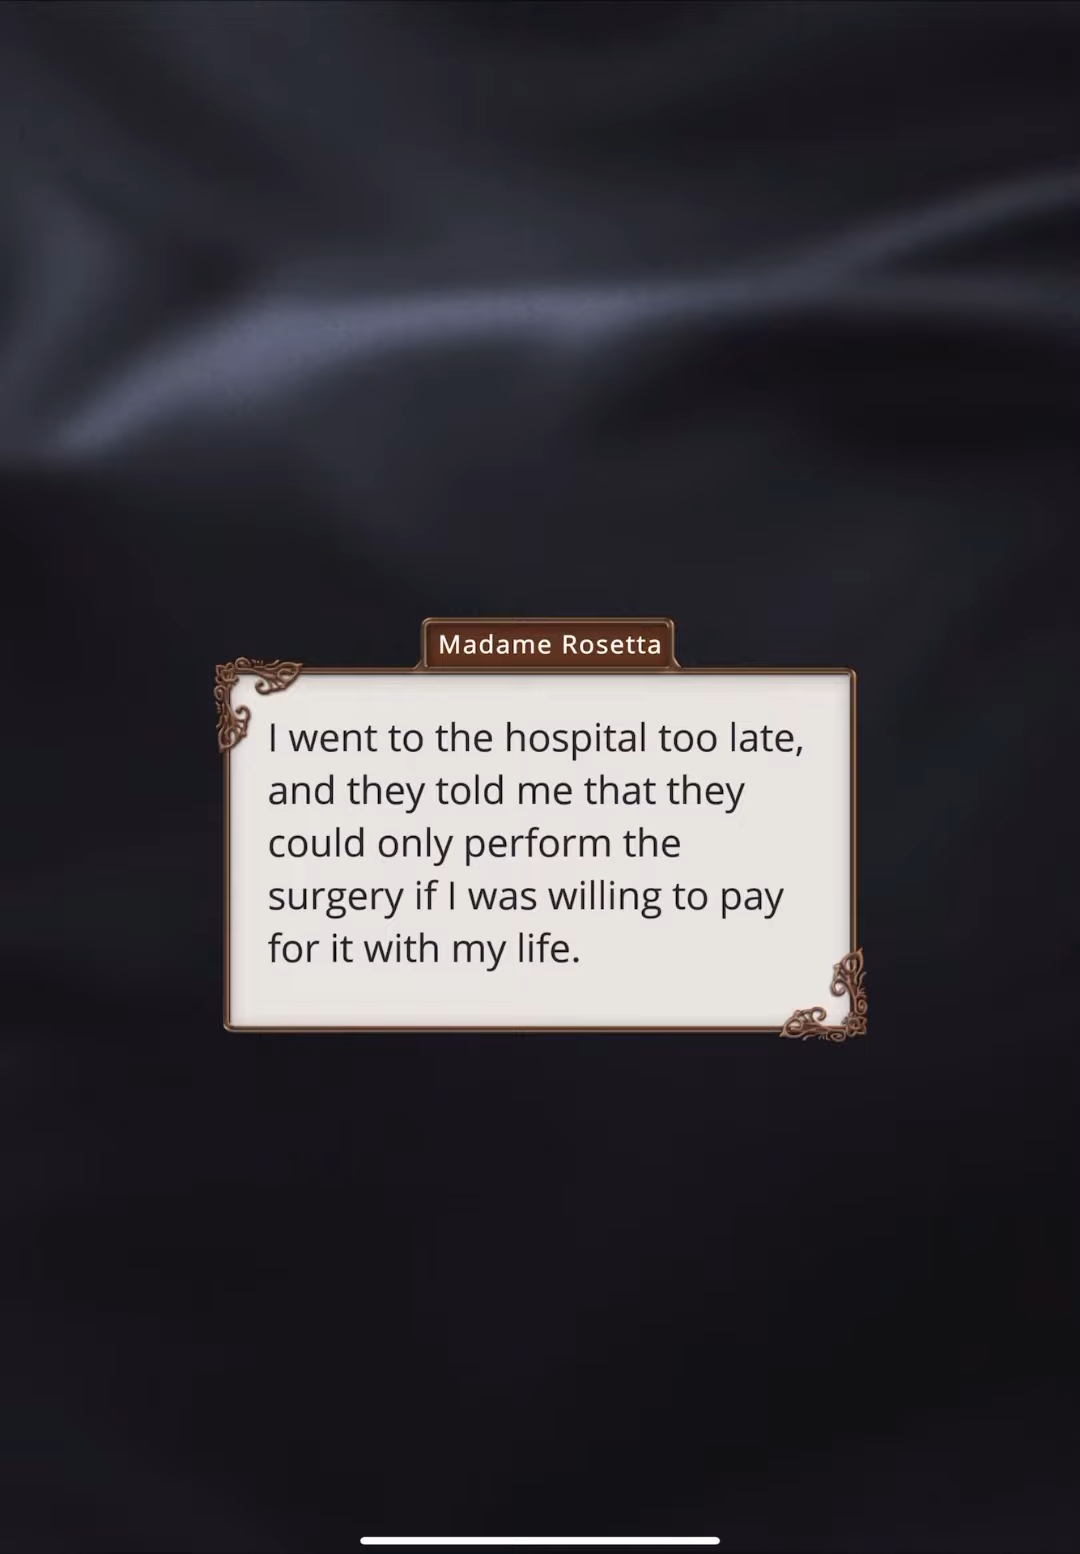 Madame Rosetta
I went to the hospital too late,
and they told me that they
could only perform the
surgery if I was willing to pay
for it with my life.